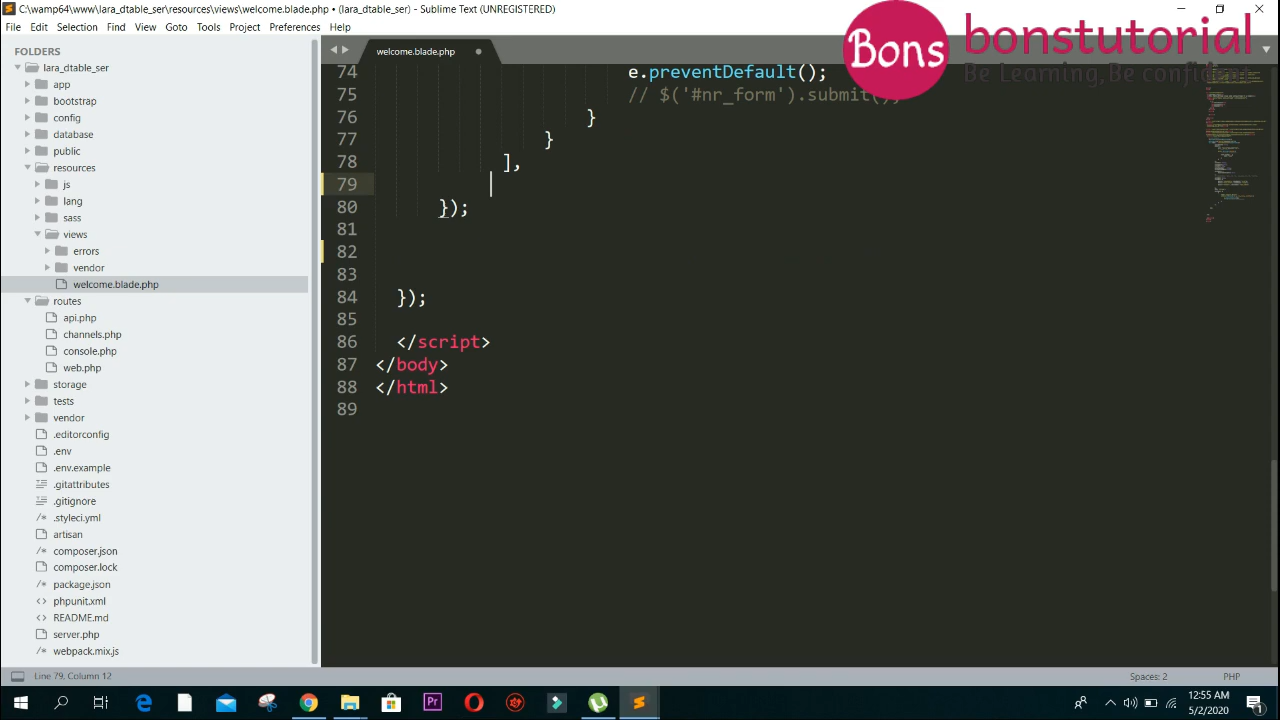 C:\wamp64\www\lara_dtable_ser\resources\views\welcome.blade.php • (lara_dtable_ser) - Sublime Text (UNREGISTERED)
File Edit Selection Find View Goto Tools Project Preferences Help
Bons
bonstutorial
Be Learning,Be confident
FOLDERS
lara_dtable_ser
app
bootstrap
config
database
public
resources
js
lang
sass
views
errors
vendor
welcome.blade.php
routes
api.php
channels.php
console.php
web.php
storage
tests
vendor
.editorconfig
.env
.env.example
.gitattributes
.gitignore
.styleci.yml
artisan
composer.json
composer.lock
package.json
phpunit.xml
README.md
server.php
webpack.mix.js
welcome.blade.php
74 e.preventDefault();
75 // $('#nr_form').submit();
76 }
77 }
78 ],
79
80 });
81
82
83
84 });
85
86 </script>
87 </body>
88 </html>
89
Line 79, Column 12
Spaces: 2
PHP
12:55 AM
5/2/2020